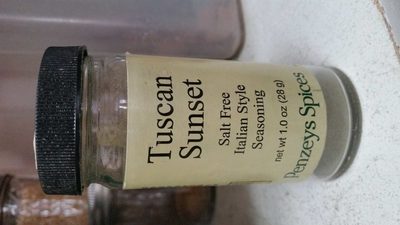 Tuscan
Sunset
Salt Free
Italian Style
Seasoning
net wt 1.0 oz (28 g)
Penzeys Spices